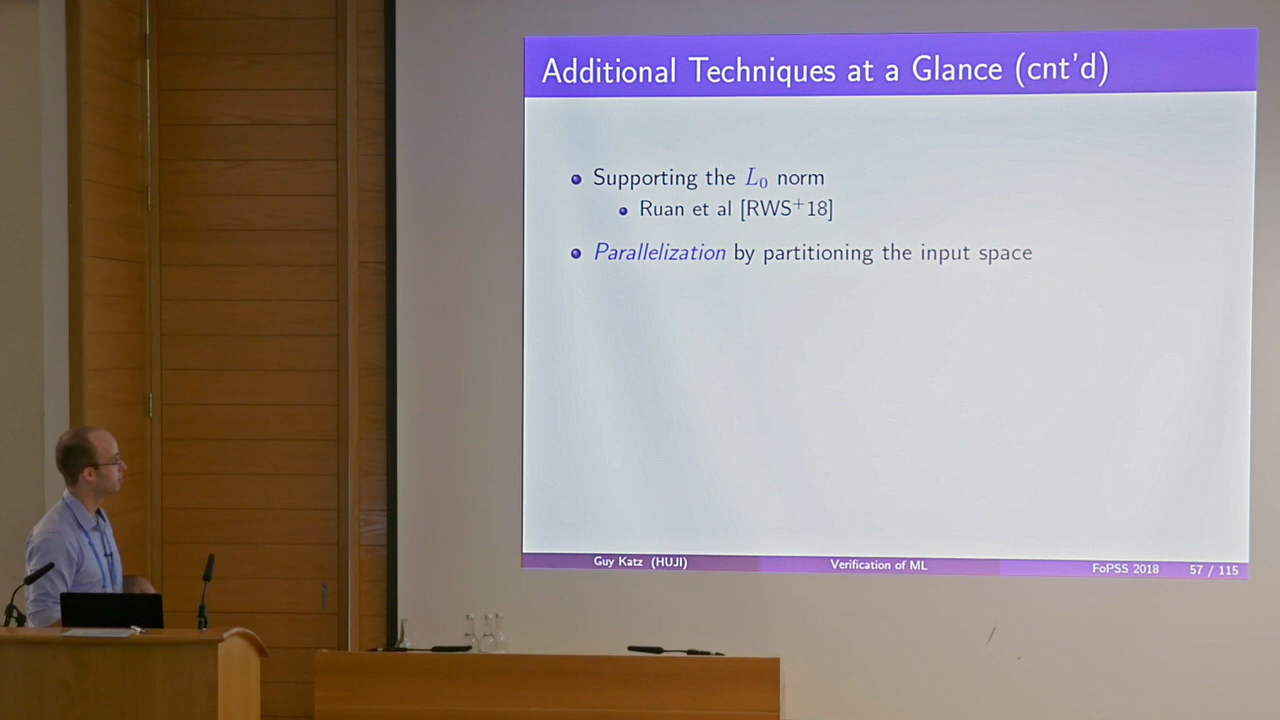 Additional Techniques at a Glance (cnt'd)
Supporting the L₀ norm
Ruan et al [RWS⁺18]
Parallelization by partitioning the input space
Guy Katz (HUJI) Verification of ML FoPSS 2018 57 / 115